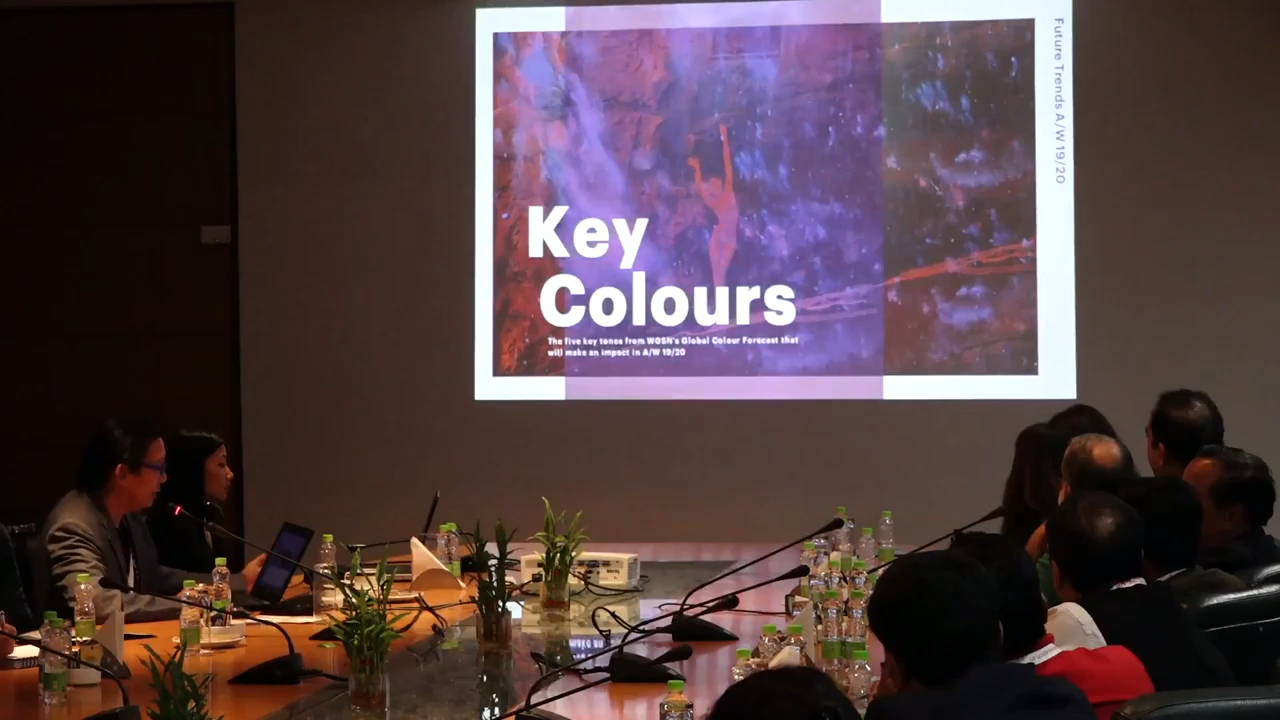 Key
Colours
The five key tones from WGSN's Global Colour Forecast that
will make an impact in A/W 19/20
Future Trends A/W 19/20